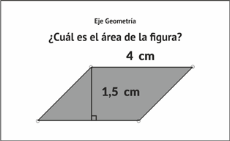 Eje Geometría
¿Cuál es el área de la figura?
4 cm
1,5 cm